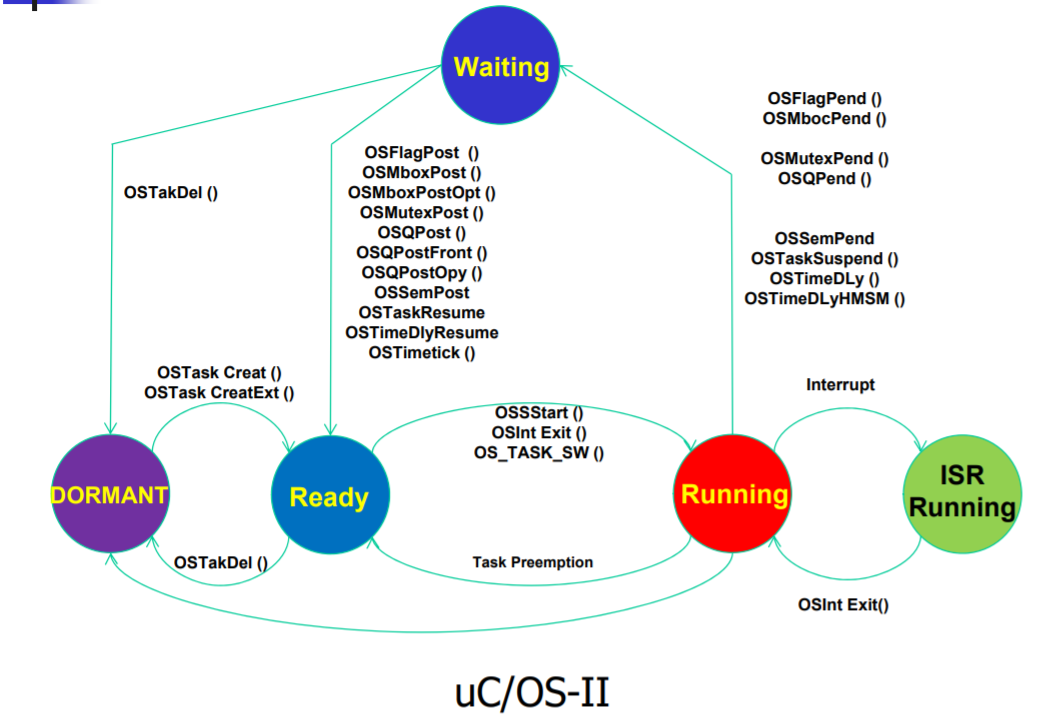 Waiting
OSFlagPend ()
OSMbocPend ()
OSMutexPend ()
OSQPend ()
OSSemPend
OSTaskSuspend ()
OSTimeDLy ()
OSTimeDLyHMSM ()
OSTakDel ()
OSFlagPost ()
OSMboxPost ()
OSMboxPostOpt ()
OSMutexPost ()
OSQPost ()
OSQPostFront ()
OSQPostOpy ()
OSSemPost
OSTaskResume
OSTimeDlyResume
OSTimetick ()
OSTask Creat ()
OSTask CreatExt ()
OSSStart ()
OSInt Exit ()
OS_TASK_SW ()
Interrupt
DORMANT
Ready
Running
ISR
Running
OSTakDel ()
Task Preemption
OSInt Exit()
uC/OS-II